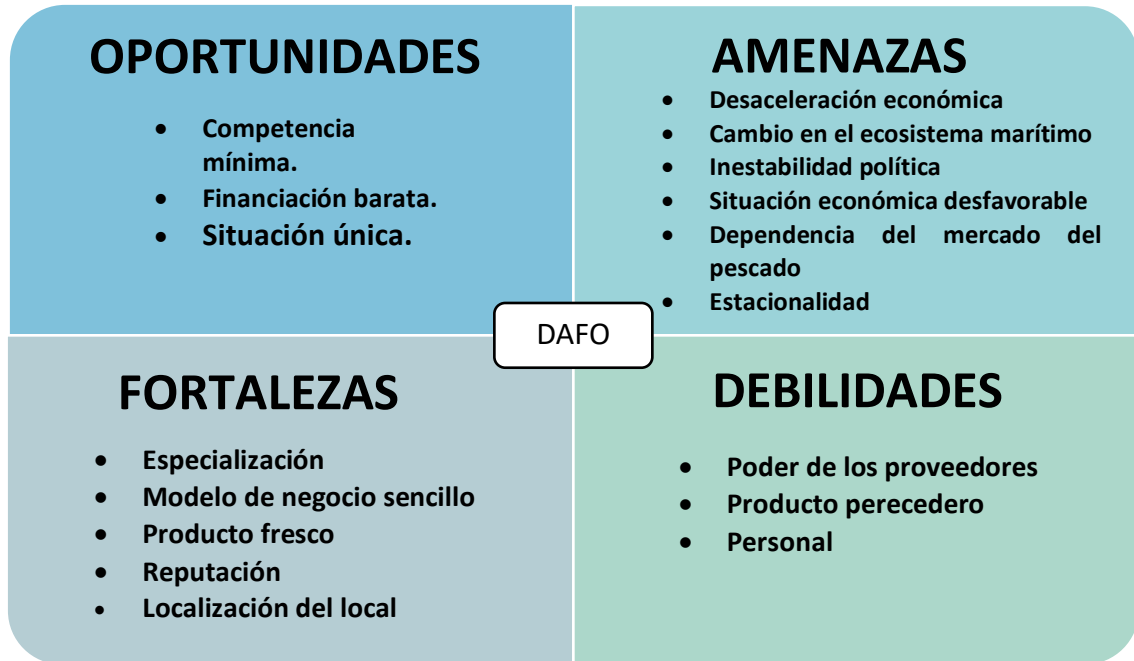 OPORTUNIDADES
• Competencia
mínima.
• Financiación barata.
• Situación única.
AMENAZAS
• Desaceleración económica
• Cambio en el ecosistema marítimo
• Inestabilidad política
• Situación económica desfavorable
• Dependencia del mercado del
pescado
• Estacionalidad
DAFO
FORTALEZAS
• Especialización
• Modelo de negocio sencillo
• Producto fresco
• Reputación
• Localización del local
DEBILIDADES
• Poder de los proveedores
• Producto perecedero
• Personal